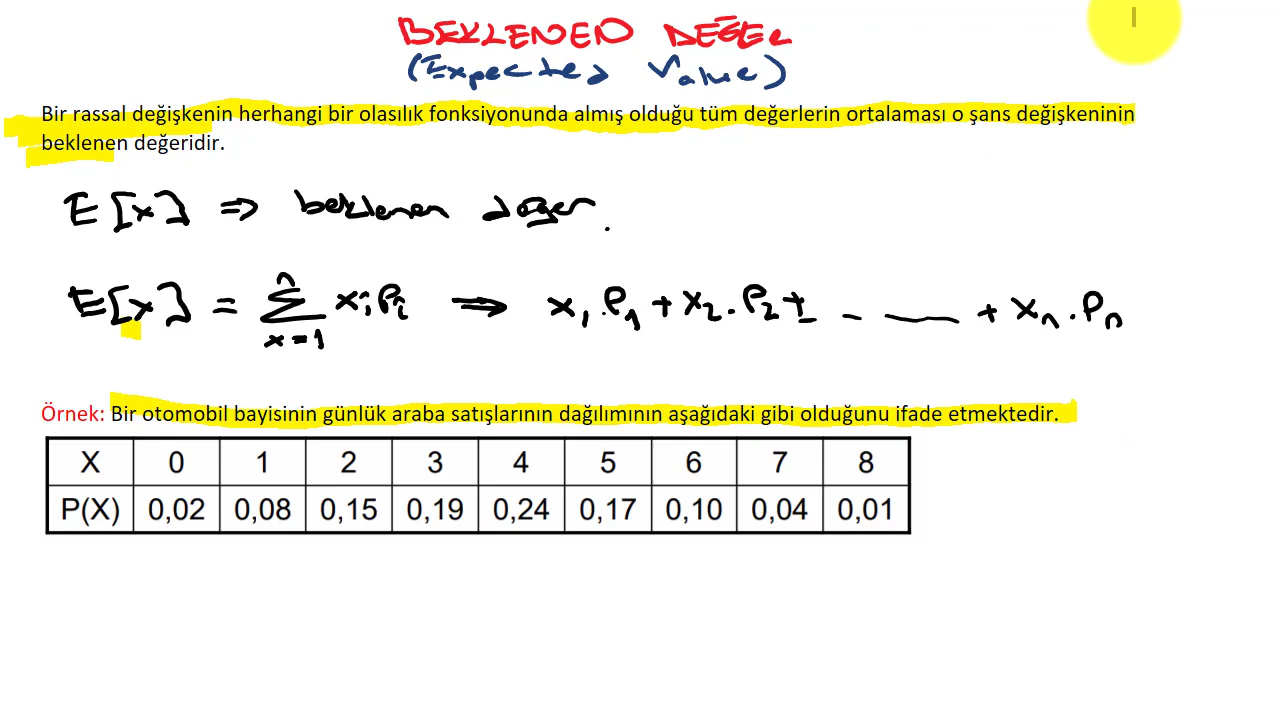 BEKLENEN DEĞER
(Expected Value)
Bir rassal değişkenin herhangi bir olasılık fonksiyonunda almış olduğu tüm değerlerin ortalaması o şans değişkeninin
beklenen değeridir.
E[x] ⇒ beklenen değer.
E[x] = n ∑ x=1 xᵢPᵢ ⇒ x₁.P₁ + x₂.P₂ + - ___ + xₙ.Pₙ
Örnek: Bir otomobil bayisinin günlük araba satışlarının dağılımının aşağıdaki gibi olduğunu ifade etmektedir.
X 0 1 2 3 4 5 6 7 8
P(X) 0,02 0,08 0,15 0,19 0,24 0,17 0,10 0,04 0,01